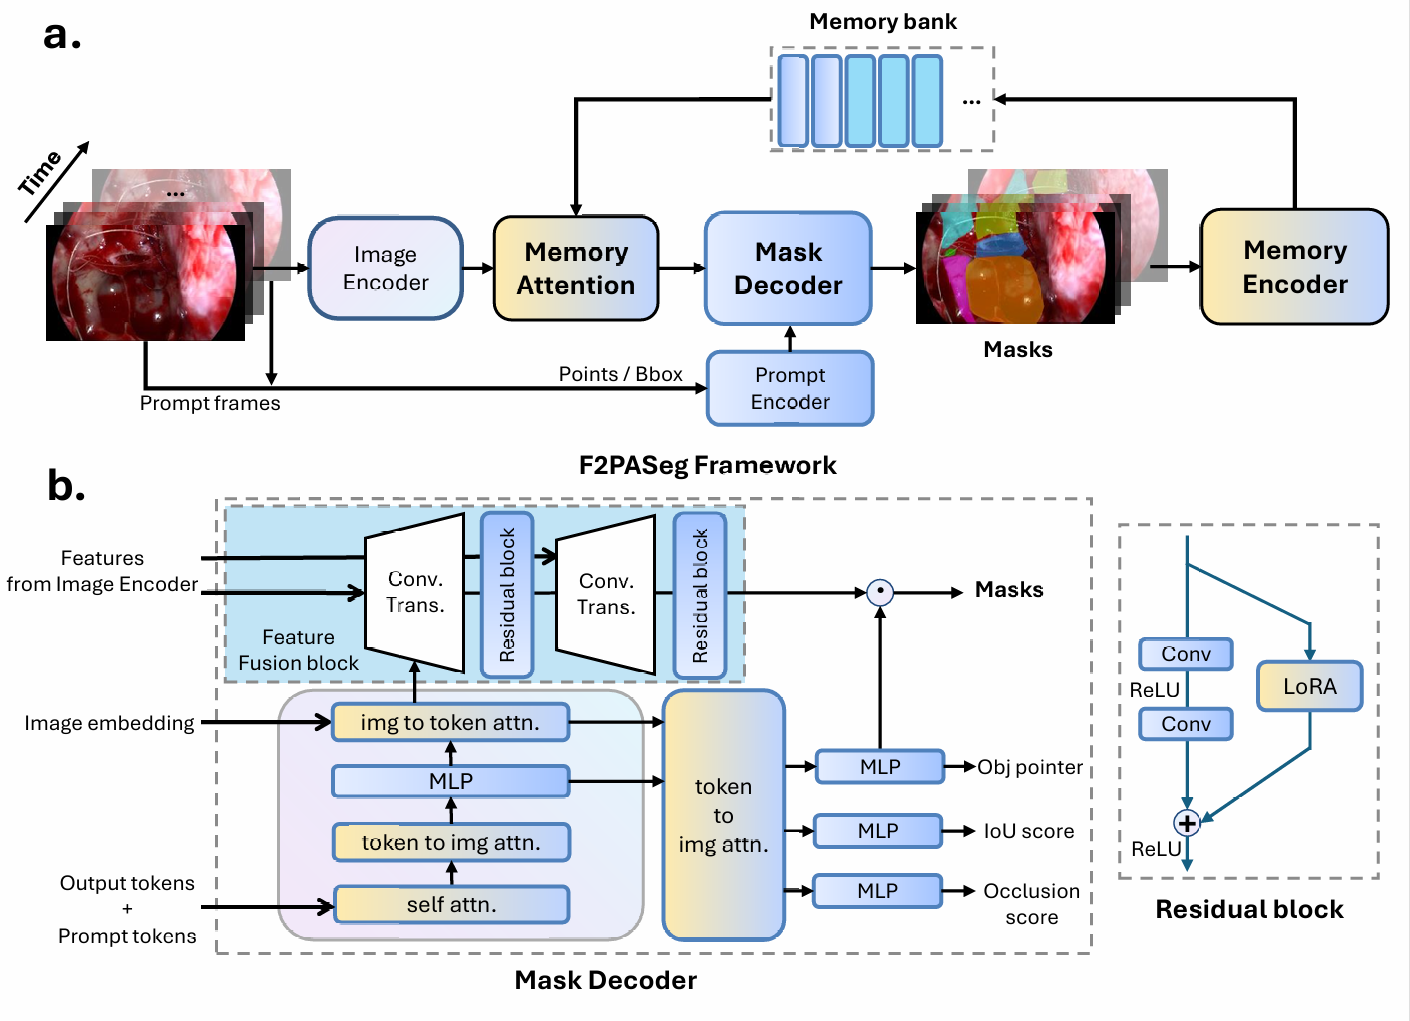 a.
Memory bank
...
Time
...
Image
Encoder
Memory
Attention
Mask
Decoder
Memory
Encoder
Masks
Points / Bbox
Prompt
Encoder
Prompt frames
F2PASeg Framework
b.
Features
from Image Encoder
Conv.
Trans.
Residual block
Conv.
Trans.
Residual block
Masks
Feature
Fusion block
Image embedding
img to token attn.
MLP
token to img attn.
self attn.
Output tokens
+
Prompt tokens
token
to
img attn.
MLP
Obj pointer
MLP
IoU score
MLP
Occlusion
score
Mask Decoder
Conv
ReLU
Conv
LoRA
+
ReLU
Residual block